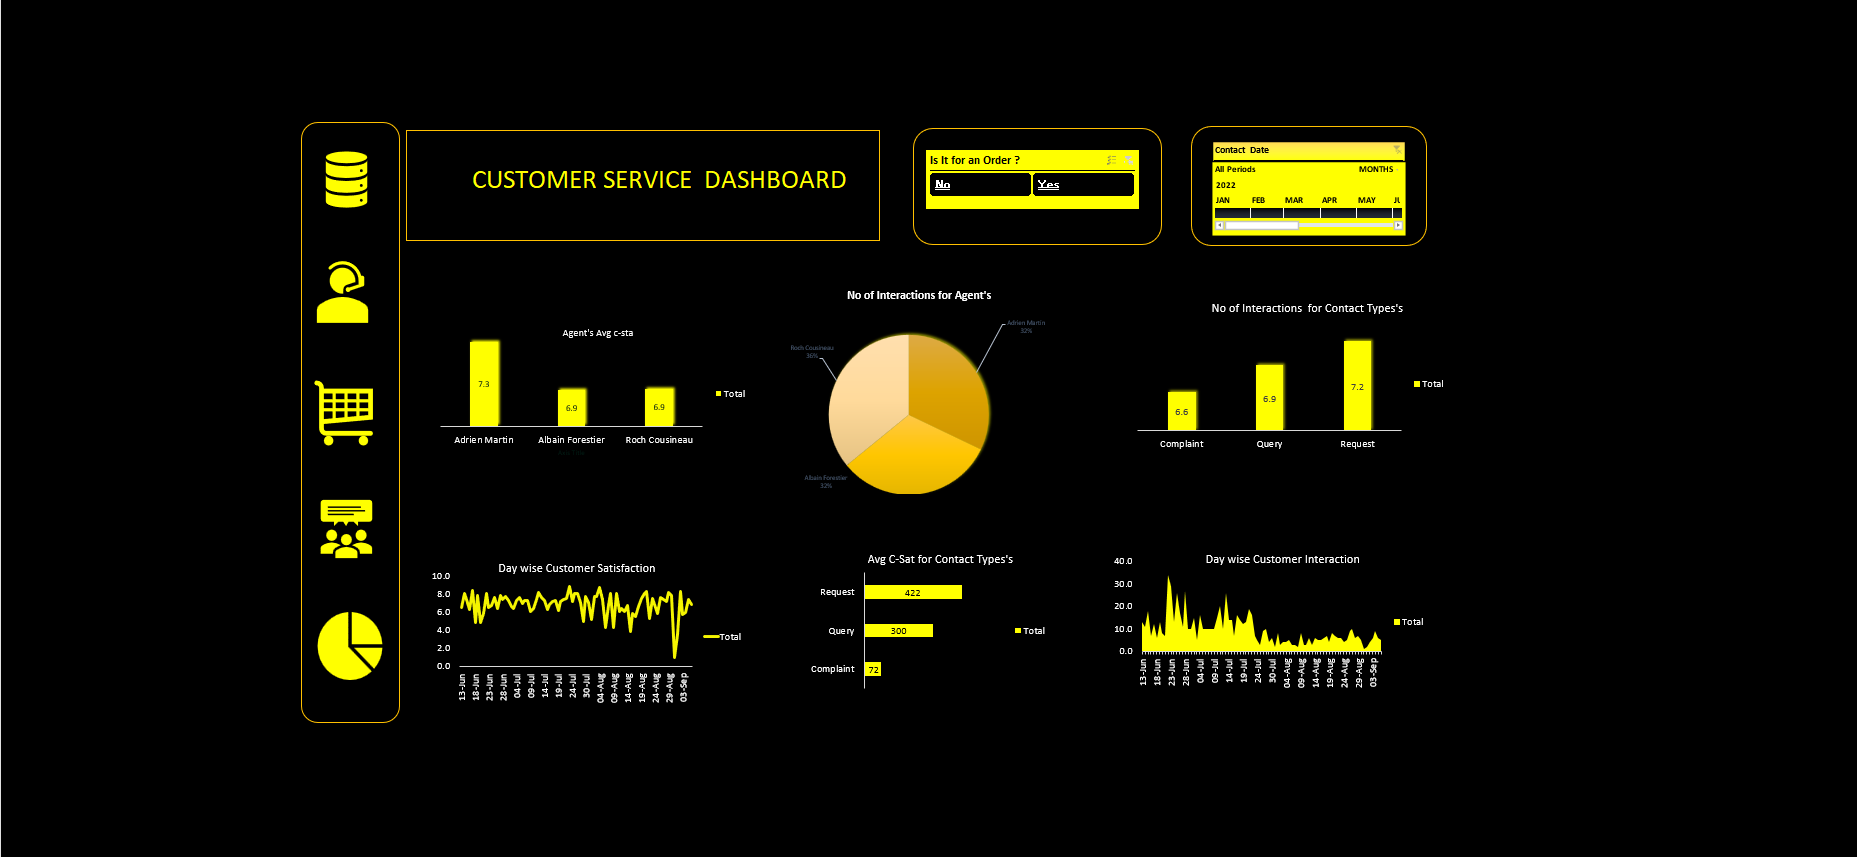 CUSTOMER SERVICE  DASHBOARD
Is It for an Order ?
No
Yes
Contact  Date
All Periods
MONTHS
2022
JAN FEB MAR APR MAY JU
Agent's Avg c-sta
7.3
6.9
6.9
Adrien Martin
Albain Forestier
Roch Cousineau
Total
No of Interactions for Agent's
Adrien Martin
32%
Roch Cousineau
36%
Albain Forestier
32%
No of Interactions  for Contact Types's
6.6
6.9
7.2
Complaint
Query
Request
Total
Day wise Customer Satisfaction
10.0
8.0
6.0
4.0
2.0
0.0
13-Jun
18-Jun
23-Jun
28-Jun
04-Jul
09-Jul
14-Jul
19-Jul
24-Jul
30-Jul
04-Aug
09-Aug
14-Aug
19-Aug
24-Aug
29-Aug
03-Sep
Total
Avg C-Sat for Contact Types's
Request
422
Query
300
Complaint
72
Total
Day wise Customer Interaction
40.0
30.0
20.0
10.0
0.0
13-Jun
18-Jun
23-Jun
28-Jun
04-Jul
09-Jul
14-Jul
19-Jul
24-Jul
30-Jul
04-Aug
09-Aug
14-Aug
19-Aug
24-Aug
29-Aug
03-Sep
Total